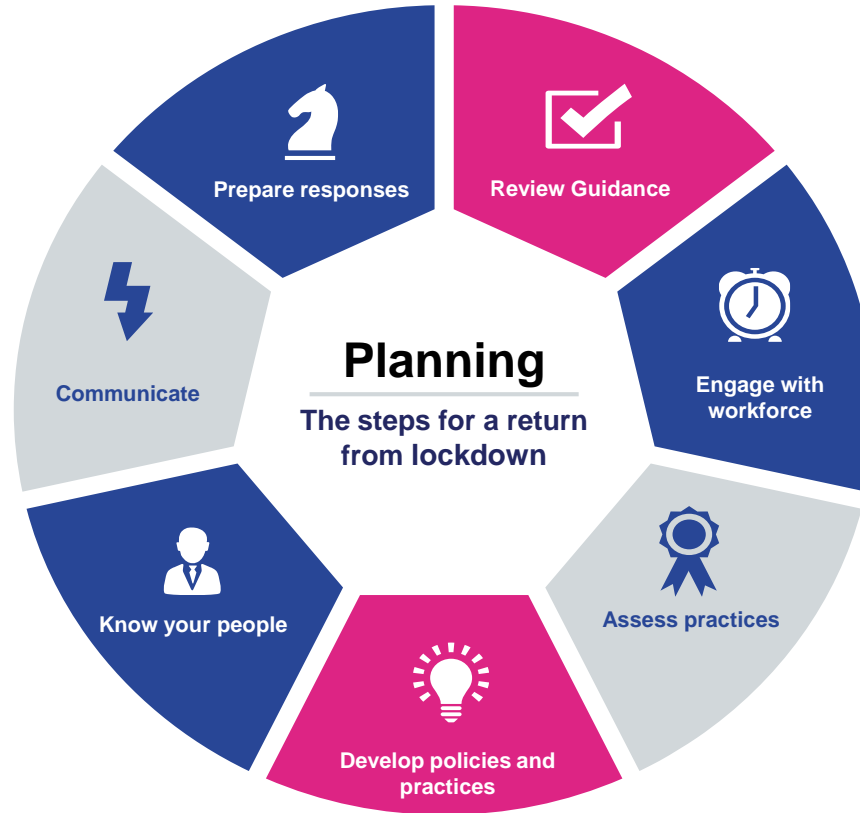 Planning
The steps for a return
from lockdown
Review Guidance
Engage with
workforce
Assess practices
Develop policies and
practices
Know your people
Communicate
Prepare responses